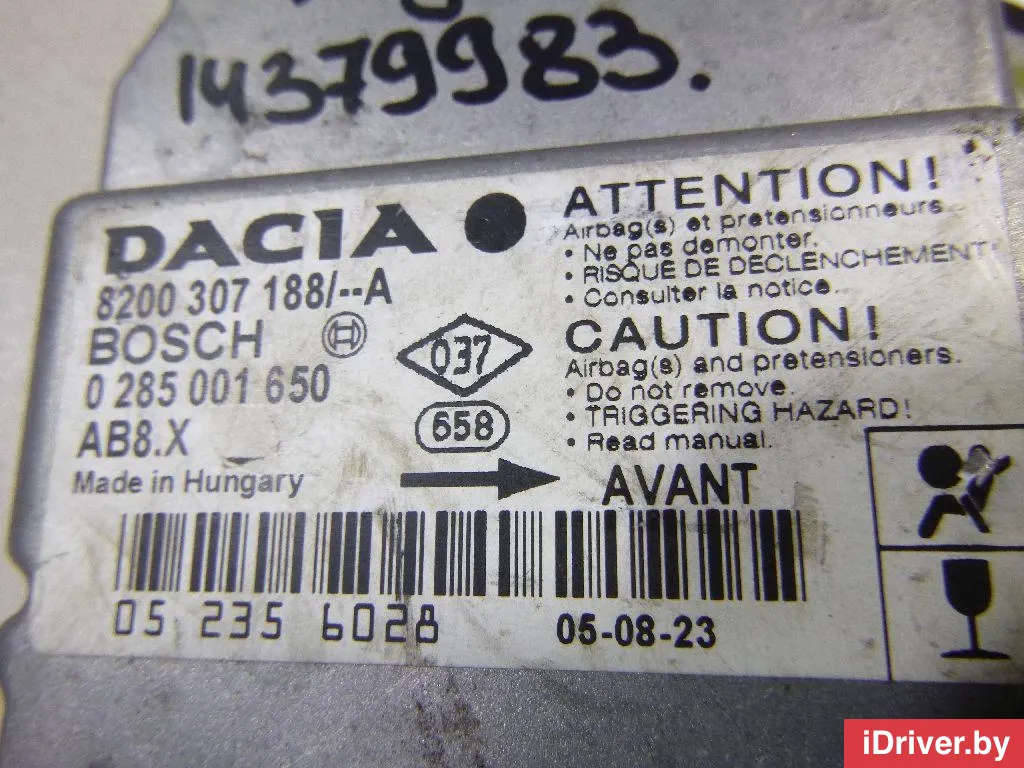 14379983.
DACIA
8200 307 188/--A
BOSCH
0 285 001 650
AB8.X
Made in Hungary
037
658
ATTENTION!
Airbag(s) et pretensionneurs.
• Ne pas demonter.
• RISQUE DE DECLENCHEMENT!
• Consulter la notice.
CAUTION!
Airbag(s) and pretensioners.
• Do not remove.
• TRIGGERING HAZARD!
• Read manual.
AVANT
05 235 6028
05-08-23
iDriver.by